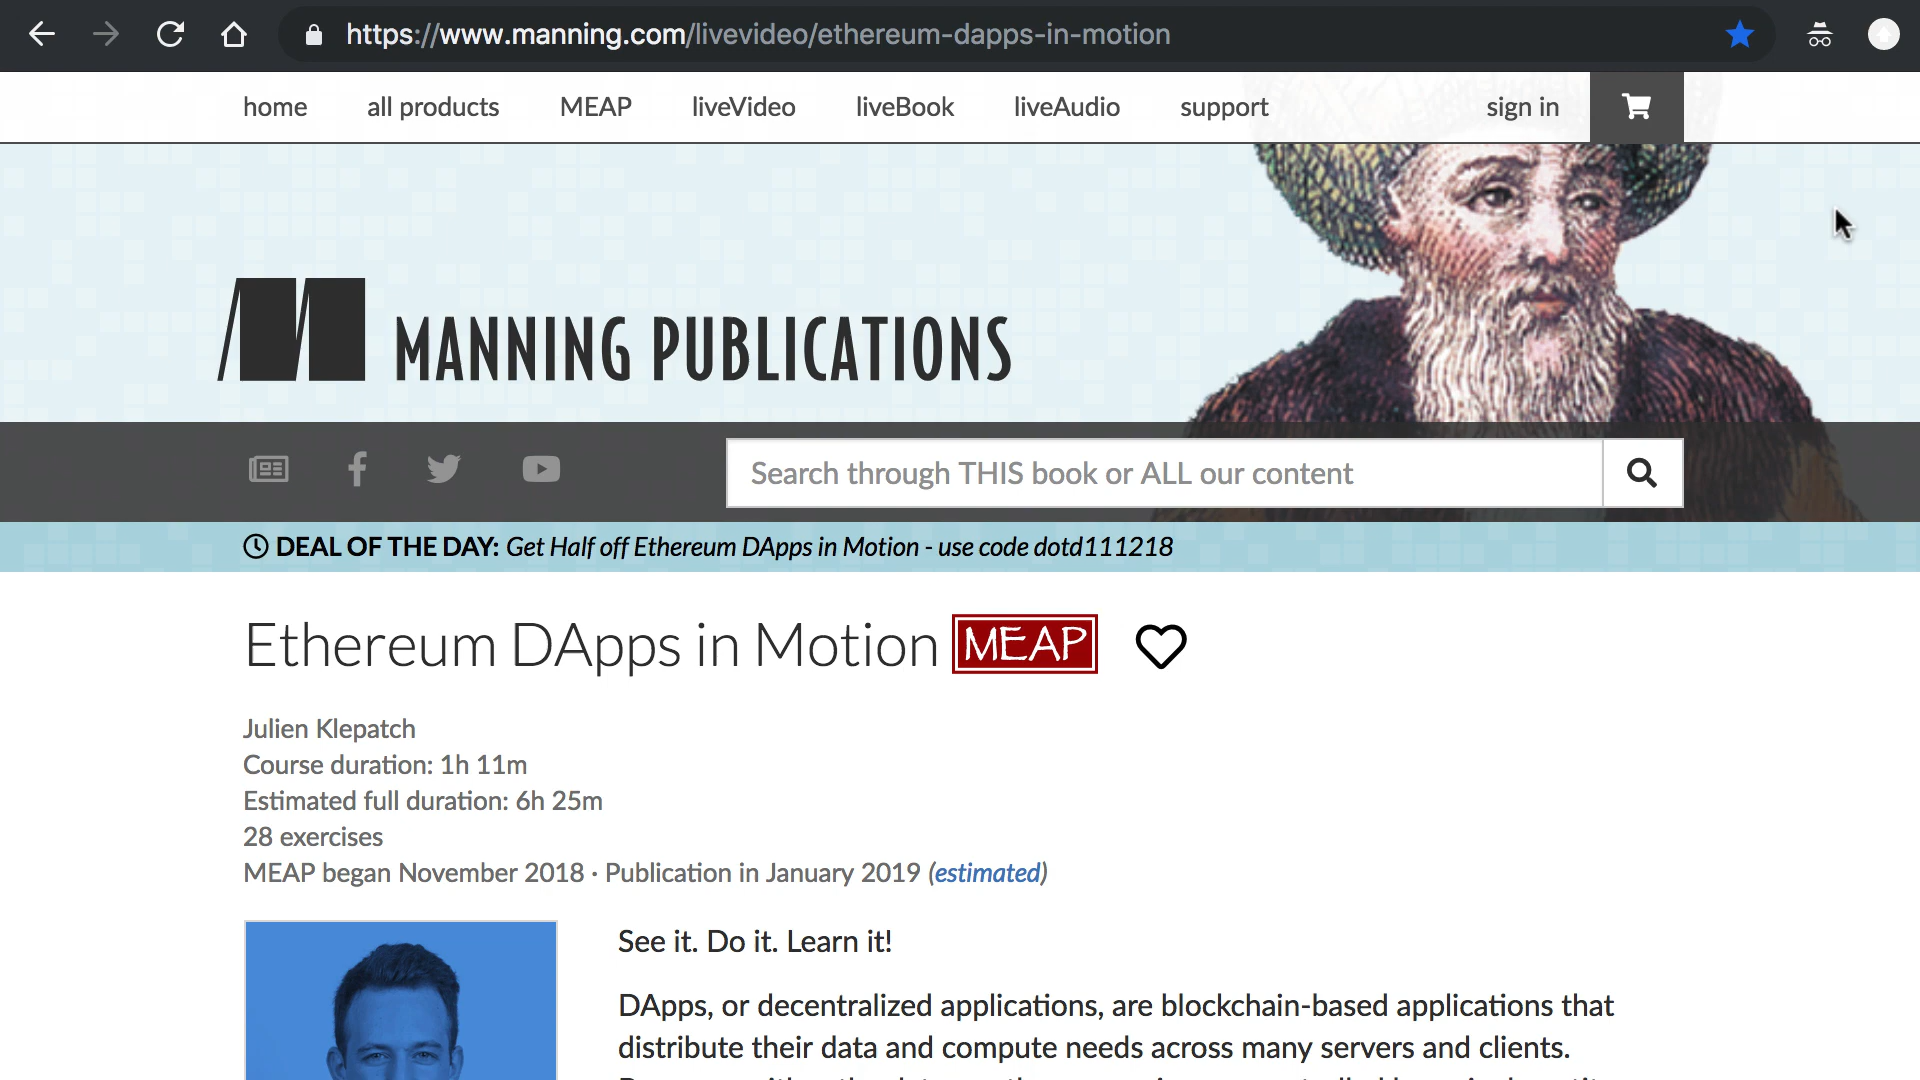 https://www.manning.com/livevideo/ethereum-dapps-in-motion
home all products MEAP liveVideo liveBook liveAudio support sign in
MANNING PUBLICATIONS
Search through THIS book or ALL our content
DEAL OF THE DAY: Get Half off Ethereum DApps in Motion - use code dotd111218
Ethereum DApps in Motion MEAP
Julien Klepatch
Course duration: 1h 11m
Estimated full duration: 6h 25m
28 exercises
MEAP began November 2018 · Publication in January 2019 (estimated)
See it. Do it. Learn it!
DApps, or decentralized applications, are blockchain-based applications that
distribute their data and compute needs across many servers and clients.